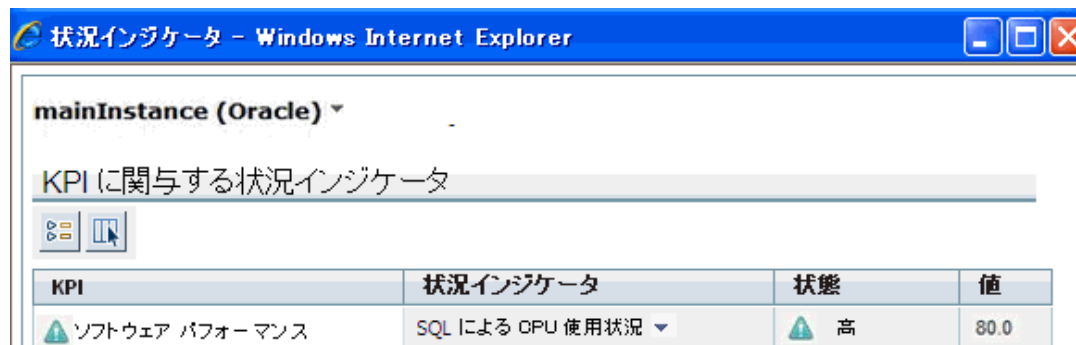 状況インジケータ - Windows Internet Explorer
mainInstance (Oracle)
KPI に関与する状況インジケータ
KPI 状況インジケータ 状態 値
ソフトウェア パフォーマンス SQL による CPU 使用状況 高 80.0